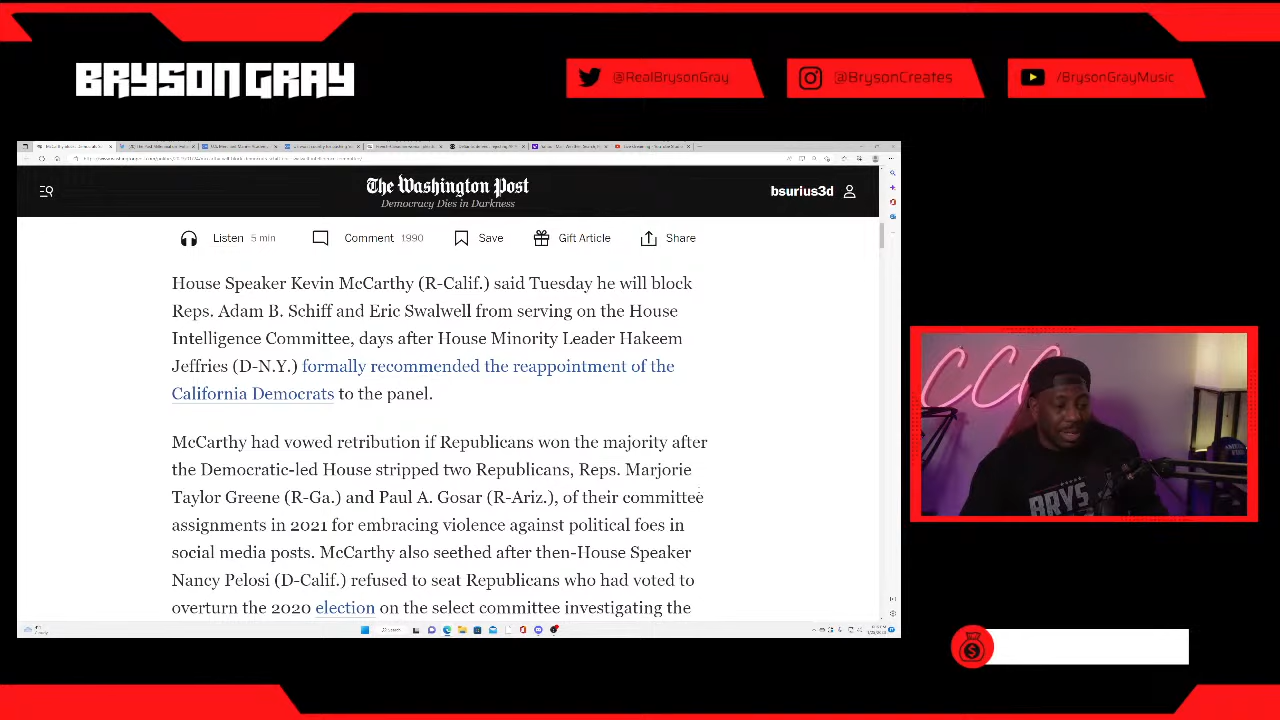 BRYSON GRAY
@RealBrysonGray
@BrysonCreates
/BrysonGrayMusic
The Washington Post
Democracy Dies in Darkness
bsurius3d
Listen 5 min
Comment 1990
Save
Gift Article
Share
House Speaker Kevin McCarthy (R-Calif.) said Tuesday he will block
Reps. Adam B. Schiff and Eric Swalwell from serving on the House
Intelligence Committee, days after House Minority Leader Hakeem
Jeffries (D-N.Y.) formally recommended the reappointment of the
California Democrats to the panel.
McCarthy had vowed retribution if Republicans won the majority after
the Democratic-led House stripped two Republicans, Reps. Marjorie
Taylor Greene (R-Ga.) and Paul A. Gosar (R-Ariz.), of their committee
assignments in 2021 for embracing violence against political foes in
social media posts. McCarthy also seethed after then-House Speaker
Nancy Pelosi (D-Calif.) refused to seat Republicans who had voted to
overturn the 2020 election on the select committee investigating the
CCC
BRYS